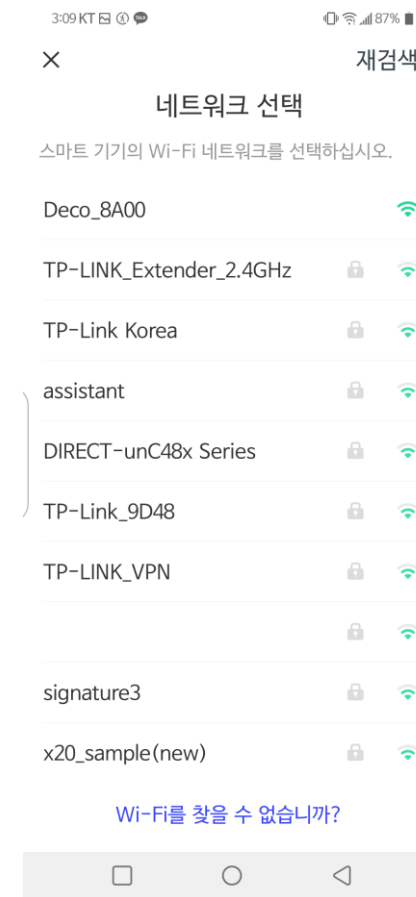 3:09 KT 87%
재검색
네트워크 선택
스마트 기기의 Wi-Fi 네트워크를 선택하십시오.
Deco_8A00
TP-LINK_Extender_2.4GHz
TP-Link Korea
assistant
DIRECT-unC48x Series
TP-Link_9D48
TP-LINK_VPN
signature3
x20_sample(new)
Wi-Fi를 찾을 수 없습니까?